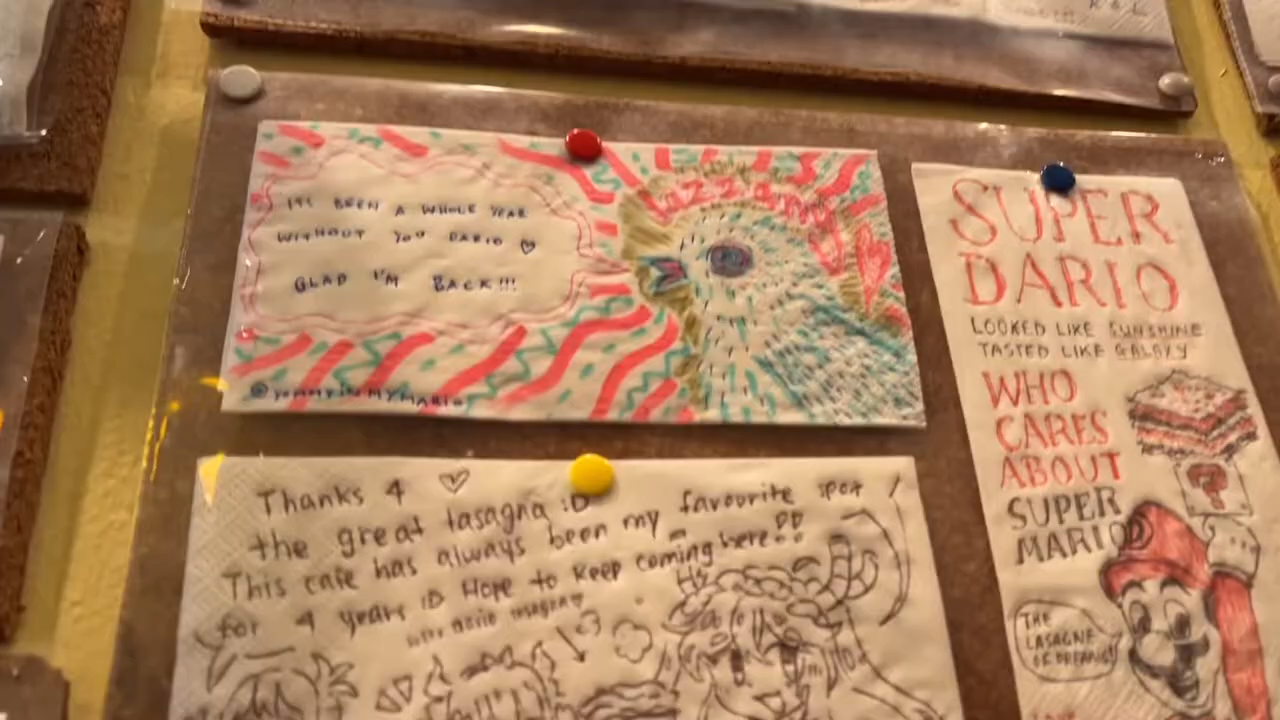 R & L
IT'S BEEN A WHOLE YEAR
WITHOUT YOU DARIO
GLAD I'M BACK!!!
Thanks 4
the great lasagna :D
This cafe has always been my favourite spot
for 4 years :D Hope to keep coming here!!
SUPER
DARIO
LOOKED LIKE SUNSHINE
TASTED LIKE GALAXY
WHO
CARES
ABOUT
SUPER
MARIO
?
THE
LASAGNE
OF DREAMS!